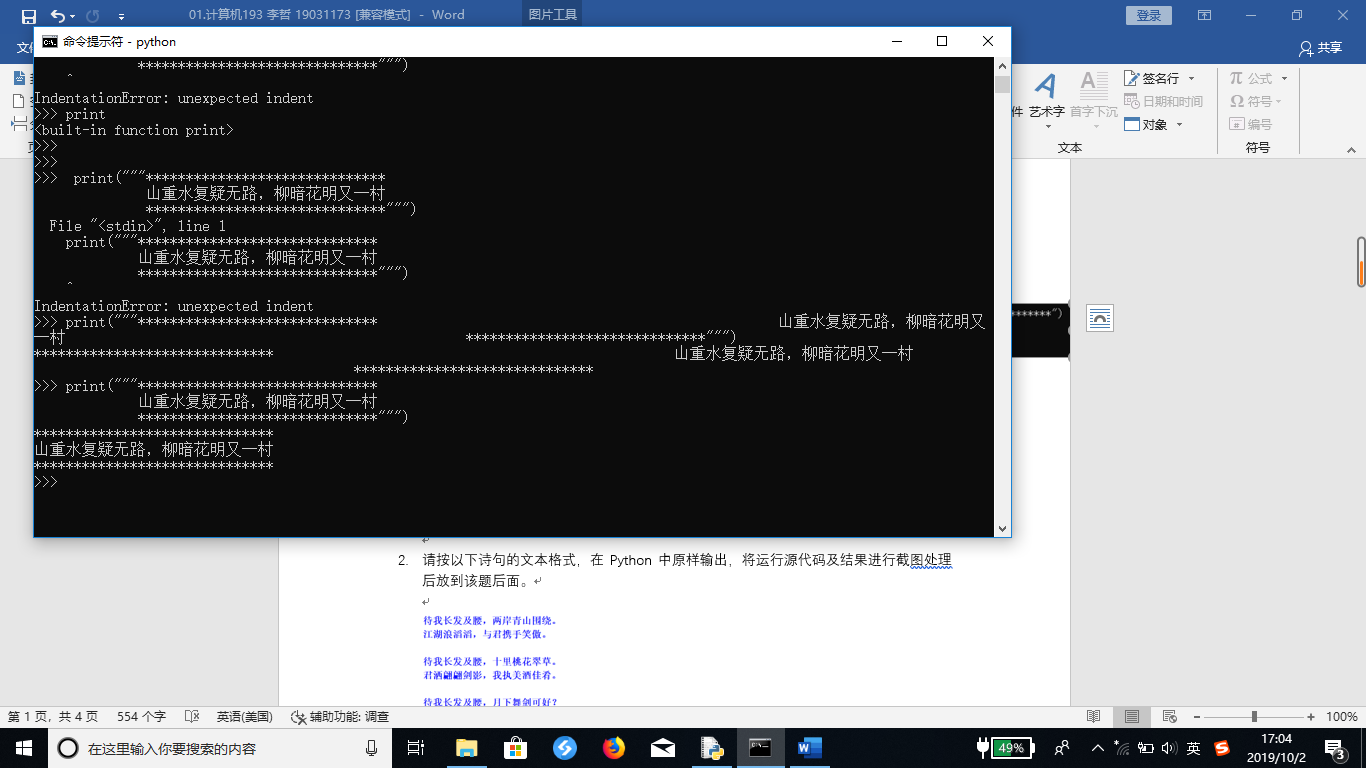 01.计算机193 李哲 19031173 [兼容模式] - Word
图片工具
登录
命令提示符 - python
共享
******************************""")
^
IndentationError: unexpected indent
>>> print
<built-in function print>
>>>
>>>
>>>  print("""******************************
山重水复疑无路，柳暗花明又一村
******************************""")
File "<stdin>", line 1
print("""******************************
山重水复疑无路，柳暗花明又一村
******************************""")
^
IndentationError: unexpected indent
>>> print("""****************************** 山重水复疑无路，柳暗花明又
一村 ******************************""")
****************************** 山重水复疑无路，柳暗花明又一村
******************************
>>> print("""******************************
山重水复疑无路，柳暗花明又一村
******************************""")
******************************
山重水复疑无路，柳暗花明又一村
******************************
>>>
件 艺术字 首字下沉
签名行
日期和时间
对象
文本
π 公式
Ω 符号
# 编号
符号
*******")
2. 请按以下诗句的文本格式，在 Python 中原样输出，将运行源代码及结果进行截图处理
后放到该题后面。
待我长发及腰，两岸青山围绕。
江湖浪滔滔，与君携手笑傲。
待我长发及腰，十里桃花翠草。
君洒翩翩剑影，我执美酒佳肴。
待我长发及腰，月下舞剑可好？
第 1 页，共 4 页 554 个字 英语(美国) 辅助功能: 调查 100%
在这里输入你要搜索的内容
49%
英
17:04
2019/10/2
3